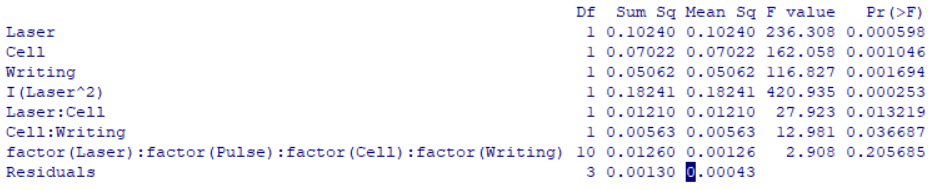 Df Sum Sq Mean Sq F value Pr(>F)
Laser 1 0.10240 0.10240 236.308 0.000598
Cell 1 0.07022 0.07022 162.058 0.001046
Writing 1 0.05062 0.05062 116.827 0.001694
I(Laser^2) 1 0.18241 0.18241 420.935 0.000253
Laser:Cell 1 0.01210 0.01210 27.923 0.013219
Cell:Writing 1 0.00563 0.00563 12.981 0.036687
factor(Laser):factor(Pulse):factor(Cell):factor(Writing) 10 0.01260 0.00126 2.908 0.205685
Residuals 3 0.00130 0.00043